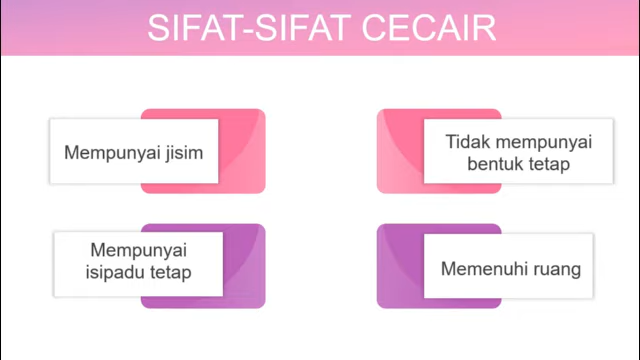 SIFAT-SIFAT CECAIR
Mempunyai jisim
Tidak mempunyai
bentuk tetap
Mempunyai
isipadu tetap
Memenuhi ruang